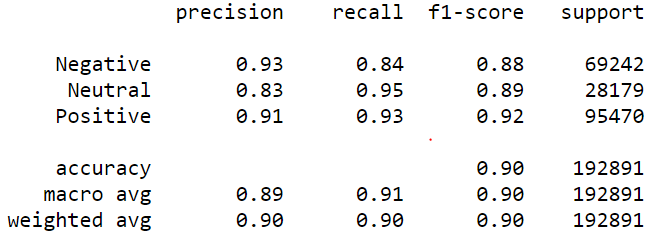 precision recall f1-score support
Negative 0.93 0.84 0.88 69242
Neutral 0.83 0.95 0.89 28179
Positive 0.91 0.93 0.92 95470
accuracy 0.90 192891
macro avg 0.89 0.91 0.90 192891
weighted avg 0.90 0.90 0.90 192891